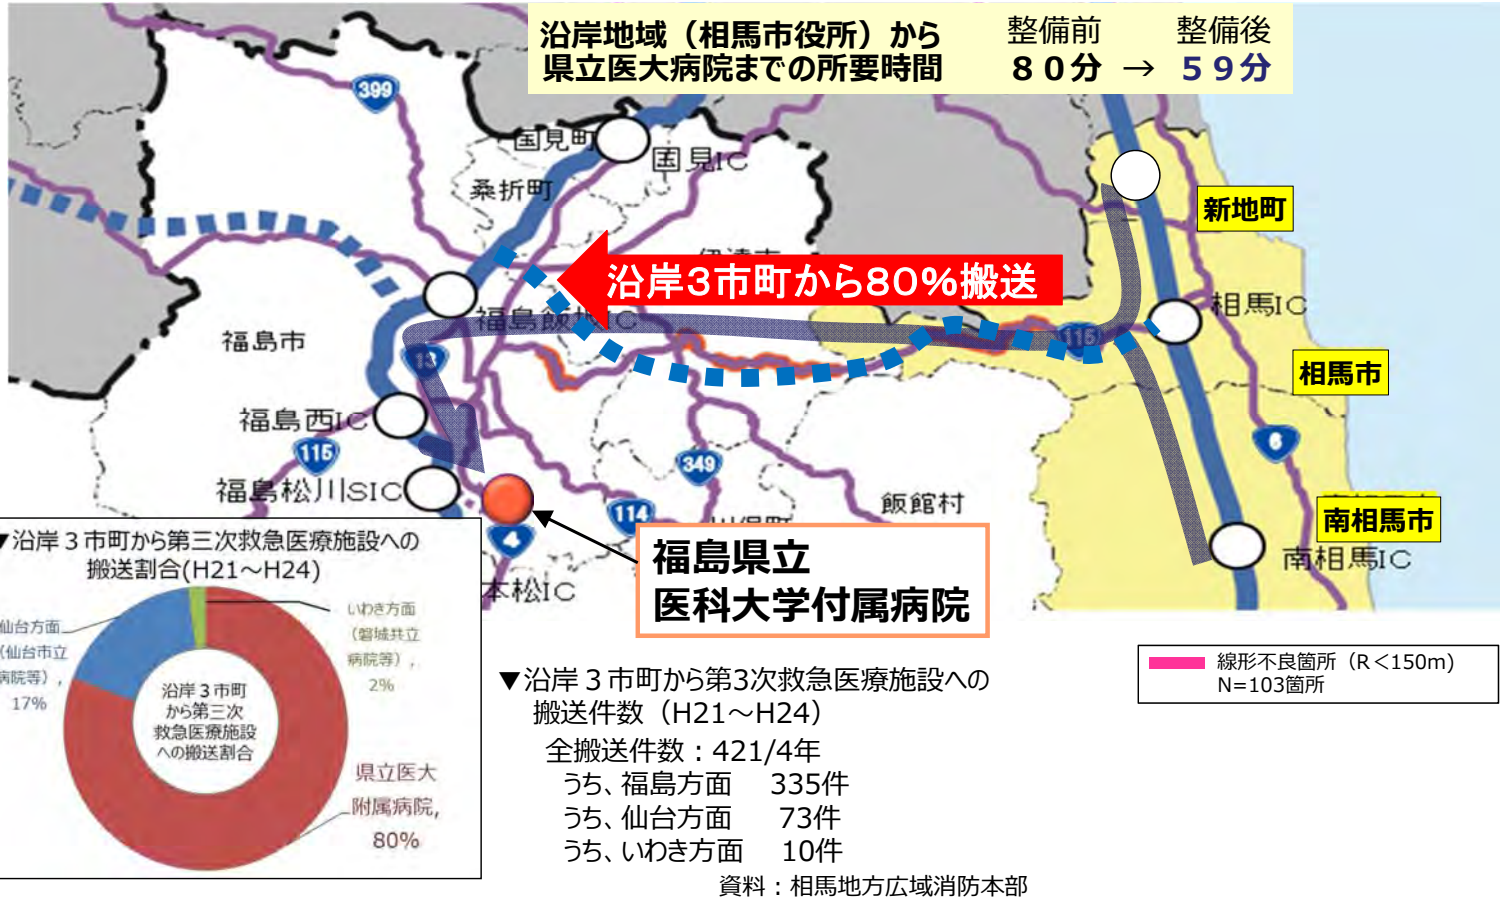 沿岸地域（相馬市役所）から
県立医大病院までの所要時間
整備前 整備後
８０分 → ５９分
399
国見町
国見IC
桑折町
新地町
沿岸3市町から80%搬送
相馬IC
福島飯坂IC
福島市
13
115
相馬市
福島西IC
115
6
349
福島松川SIC
飯館村
114
南相馬市
4
南相馬IC
本松IC
福島県立
医科大学付属病院
▼沿岸３市町から第三次救急医療施設への
搬送割合(H21～H24)
仙台方面
（仙台市立
病院等），
17%
いわき方面
（磐城共立
病院等），
2%
沿岸３市町
から第三次
救急医療施設
への搬送割合
県立医大
附属病院,
80%
▼沿岸３市町から第3次救急医療施設への
搬送件数（H21～H24）
全搬送件数：421/4年
うち、福島方面 335件
うち、仙台方面 73件
うち、いわき方面 10件
資料：相馬地方広域消防本部
線形不良箇所（R＜150m）
N=103箇所